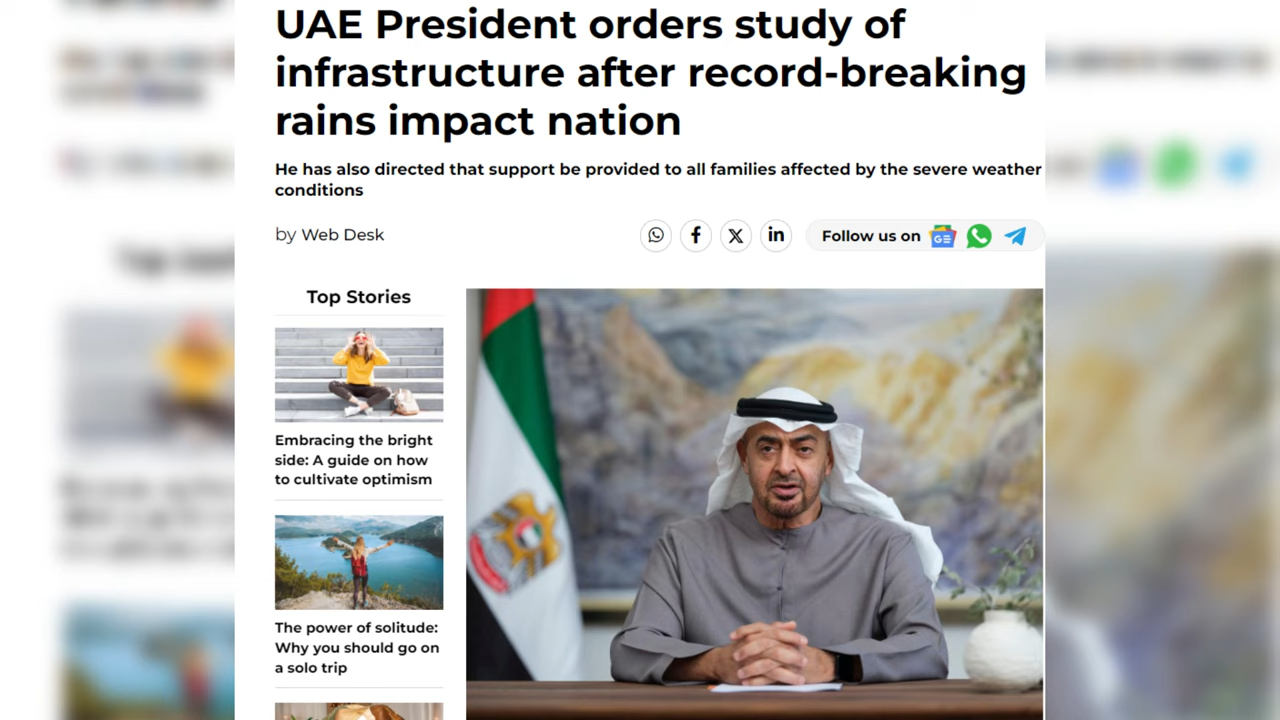 UAE President orders study of
infrastructure after record-breaking
rains impact nation
He has also directed that support be provided to all families affected by the severe weather
conditions
by Web Desk
Follow us on
Top Stories
Embracing the bright
side: A guide on how
to cultivate optimism
The power of solitude:
Why you should go on
a solo trip